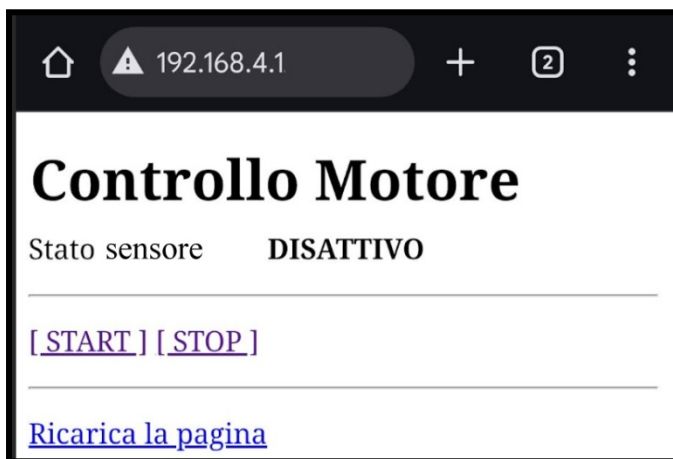 192.168.4.1
2
Controllo Motore
Stato sensore DISATTIVO
[ START ] [ STOP ]
Ricarica la pagina